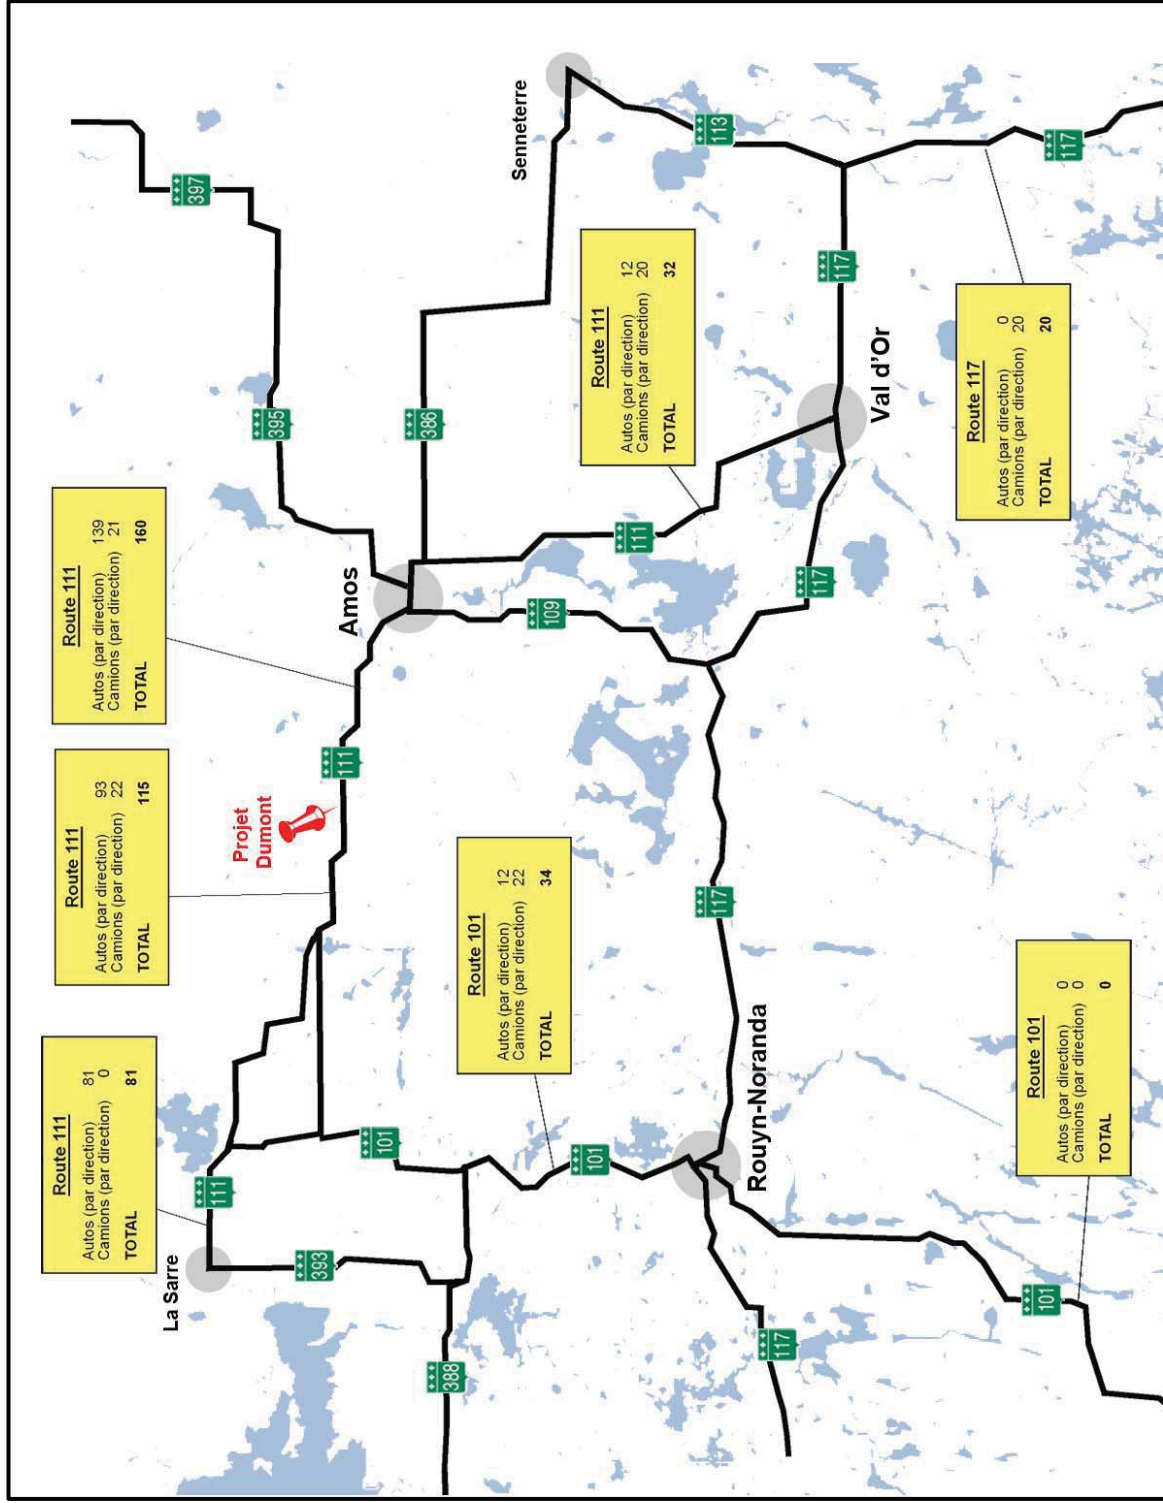 Route 111
Autos (par direction) 81
Camions (par direction) 0
TOTAL 81
Route 111
Autos (par direction) 93
Camions (par direction) 22
TOTAL 115
Route 111
Autos (par direction) 139
Camions (par direction) 21
TOTAL 160
La Sarre
397
111
Projet
Dumont
395
393
111
Amos
101
386
388
Route 101
Autos (par direction) 12
Camions (par direction) 22
TOTAL 34
Senneterre
109
101
Route 111
Autos (par direction) 12
Camions (par direction) 20
TOTAL 32
111
117
113
Rouyn-Noranda
117
117
117
Val d'Or
Route 117
Autos (par direction) 0
Camions (par direction) 20
TOTAL 20
Route 101
Autos (par direction) 0
Camions (par direction) 0
TOTAL 0
101
117